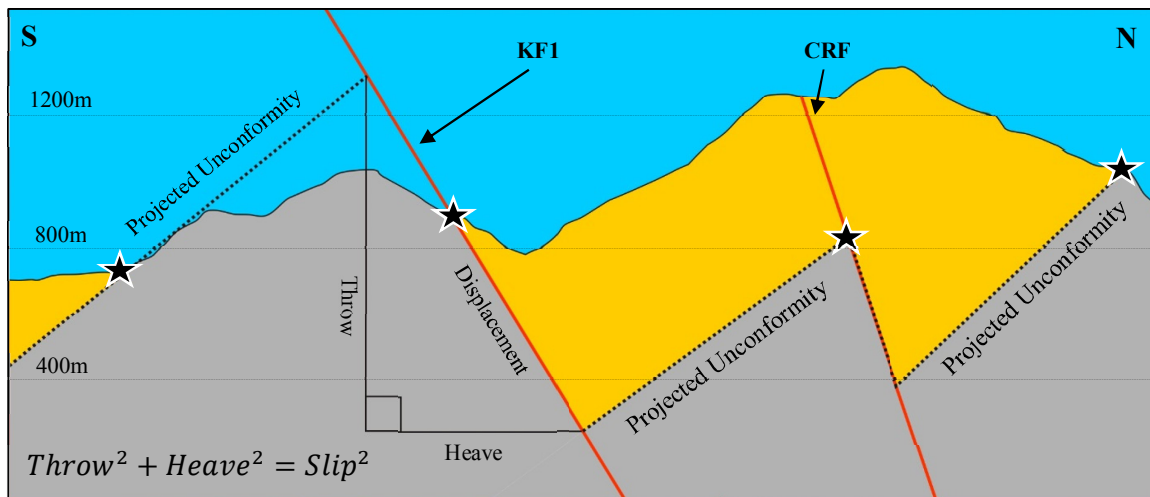 S
KF1
CRF
N
1200m
Projected Unconformity
800m
Throw
Displacement
Projected Unconformity
Projected Unconformity
400m
Heave
Throw² + Heave² = Slip²